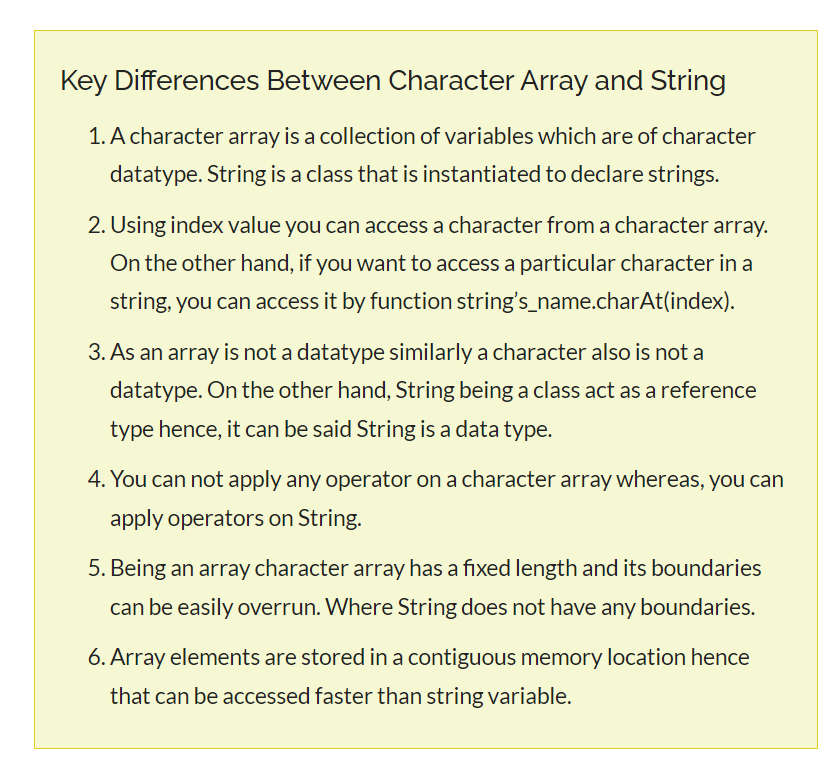 Key Differences Between Character Array and String
1. A character array is a collection of variables which are of character
datatype. String is a class that is instantiated to declare strings.
2. Using index value you can access a character from a character array.
On the other hand, if you want to access a particular character in a
string, you can access it by function string’s_name.charAt(index).
3. As an array is not a datatype similarly a character also is not a
datatype. On the other hand, String being a class act as a reference
type hence, it can be said String is a data type.
4. You can not apply any operator on a character array whereas, you can
apply operators on String.
5. Being an array character array has a fixed length and its boundaries
can be easily overrun. Where String does not have any boundaries.
6. Array elements are stored in a contiguous memory location hence
that can be accessed faster than string variable.